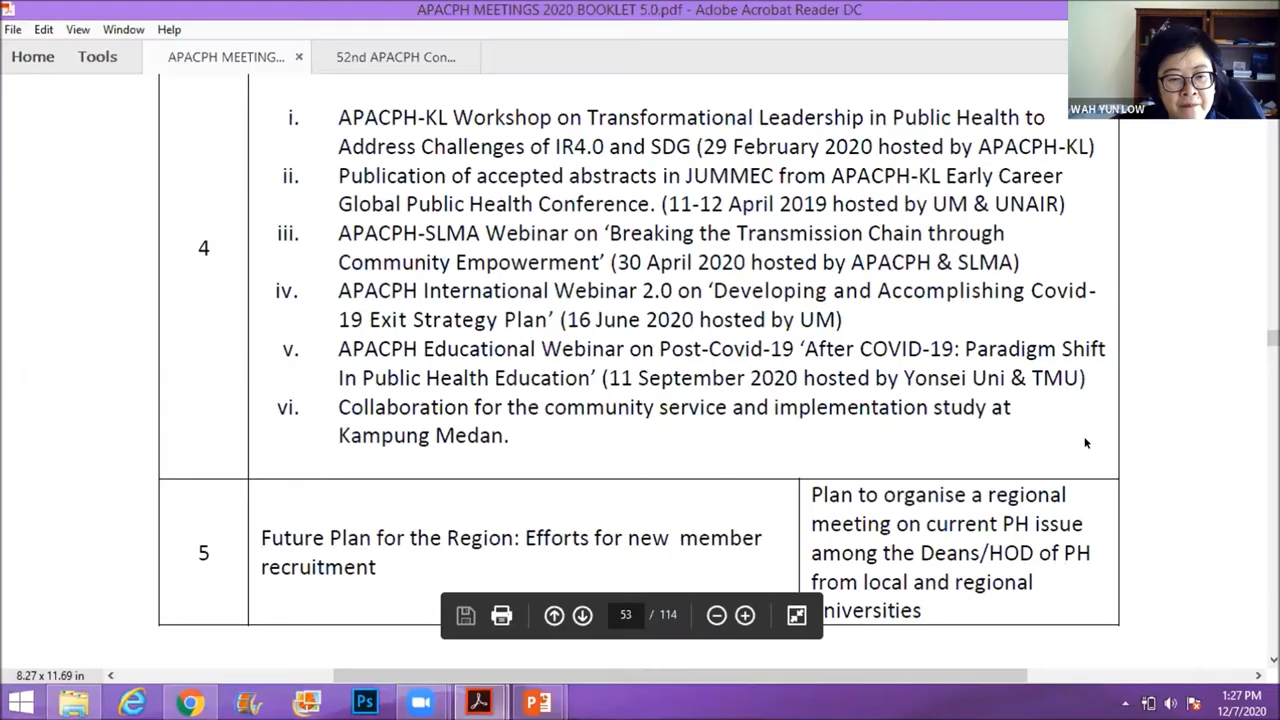 APACPH MEETINGS 2020 BOOKLET 5.0.pdf - Adobe Acrobat Reader DC
File Edit View Window Help
Home Tools APACPH MEETING... × 52nd APACPH Con...
WAH YUN LOW
4
i. APACPH-KL Workshop on Transformational Leadership in Public Health to
Address Challenges of IR4.0 and SDG (29 February 2020 hosted by APACPH-KL)
ii. Publication of accepted abstracts in JUMMEC from APACPH-KL Early Career
Global Public Health Conference. (11-12 April 2019 hosted by UM & UNAIR)
iii. APACPH-SLMA Webinar on ‘Breaking the Transmission Chain through
Community Empowerment’ (30 April 2020 hosted by APACPH & SLMA)
iv. APACPH International Webinar 2.0 on ‘Developing and Accomplishing Covid-
19 Exit Strategy Plan’ (16 June 2020 hosted by UM)
v. APACPH Educational Webinar on Post-Covid-19 ‘After COVID-19: Paradigm Shift
In Public Health Education’ (11 September 2020 hosted by Yonsei Uni & TMU)
vi. Collaboration for the community service and implementation study at
Kampung Medan.
5
Future Plan for the Region: Efforts for new member
recruitment
Plan to organise a regional
meeting on current PH issue
among the Deans/HOD of PH
from local and regional
universities
53 / 114
8.27 x 11.69 in
Ps
1:27 PM
12/7/2020